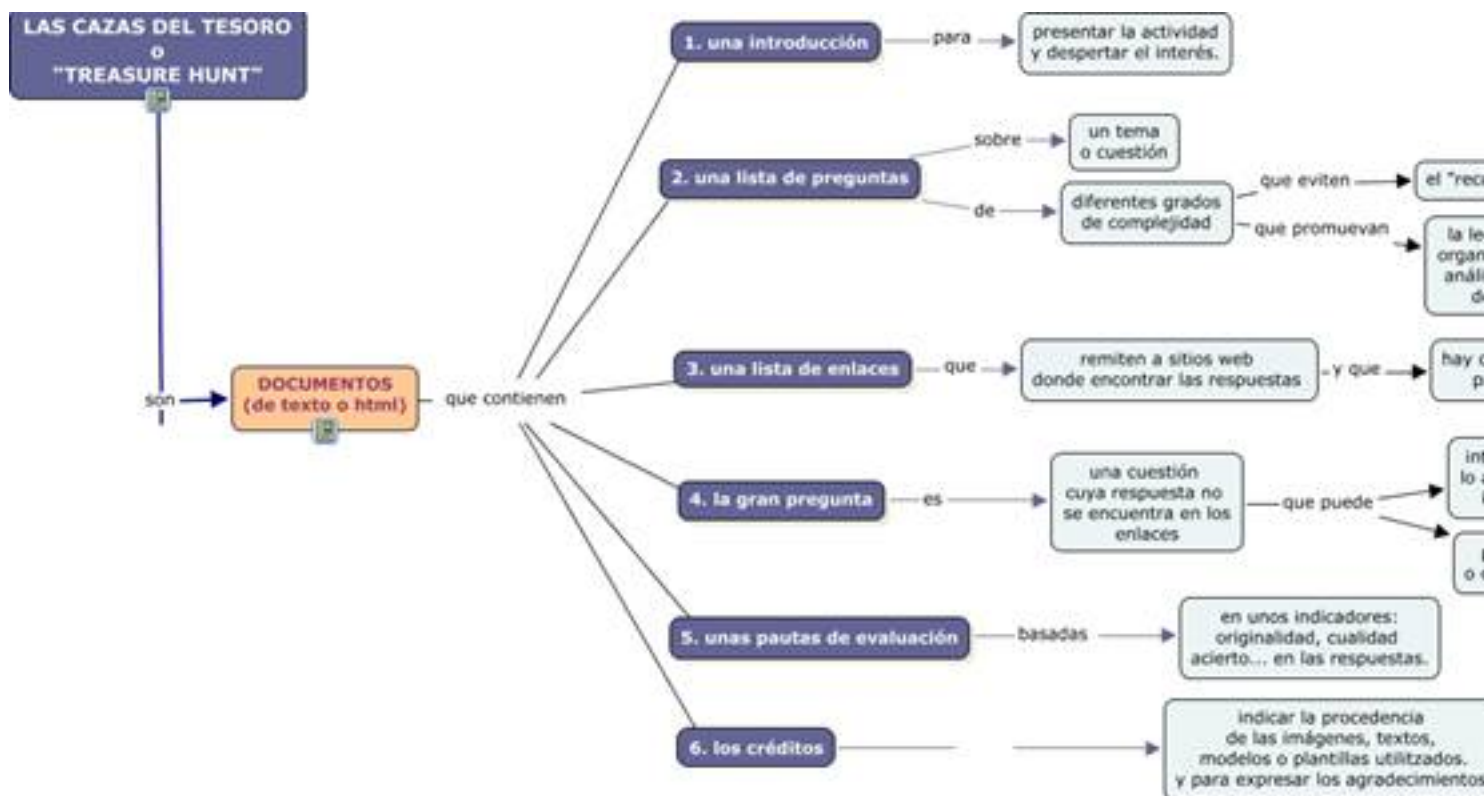 LAS CAZAS DEL TESORO
o
"TREASURE HUNT"
son
DOCUMENTOS
(de texto o html)
que contienen
1. una introducción
para
presentar la actividad
y despertar el interés.
2. una lista de preguntas
sobre
un tema
o cuestión
de
diferentes grados
de complejidad
que eviten
el "rec
que promuevan
la le
organ
análi
d
3. una lista de enlaces
que
remiten a sitios web
donde encontrar las respuestas
y que
hay
p
4. la gran pregunta
es
una cuestión
cuya respuesta no
se encuentra en los
enlaces
que puede
int
lo
o
5. unas pautas de evaluación
basadas
en unos indicadores:
originalidad, cualidad
acierto... en las respuestas.
6. los créditos
indicar la procedencia
de las imágenes, textos,
modelos o plantillas utilitzados.
y para expresar los agradecimientos